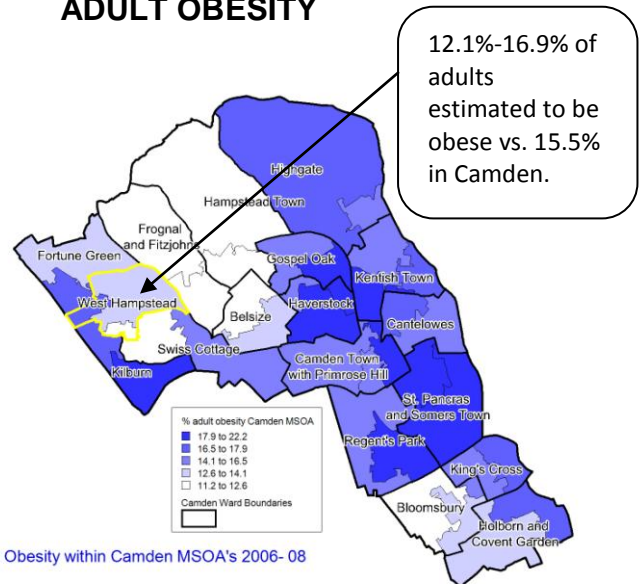 ADULT OBESITY
12.1%-16.9% of
adults
estimated to be
obese vs. 15.5%
in Camden.
Highgate
Hampstead Town
Frognal
and Fitzjohns
Fortune Green
Gospel Oak
Kentish Town
West Hampstead
Belsize
Haverstock
Cantelowes
Swiss Cottage
Camden Town
with Primrose Hill
Kilburn
St. Pancras
and Somers Town
Regent's Park
King's Cross
Bloomsbury
Holborn and
Covent Garden
% adult obesity Camden MSOA
17.9 to 22.2
16.5 to 17.9
14.1 to 16.5
12.6 to 14.1
11.2 to 12.6
Camden Ward Boundaries
Obesity within Camden MSOA's 2006- 08